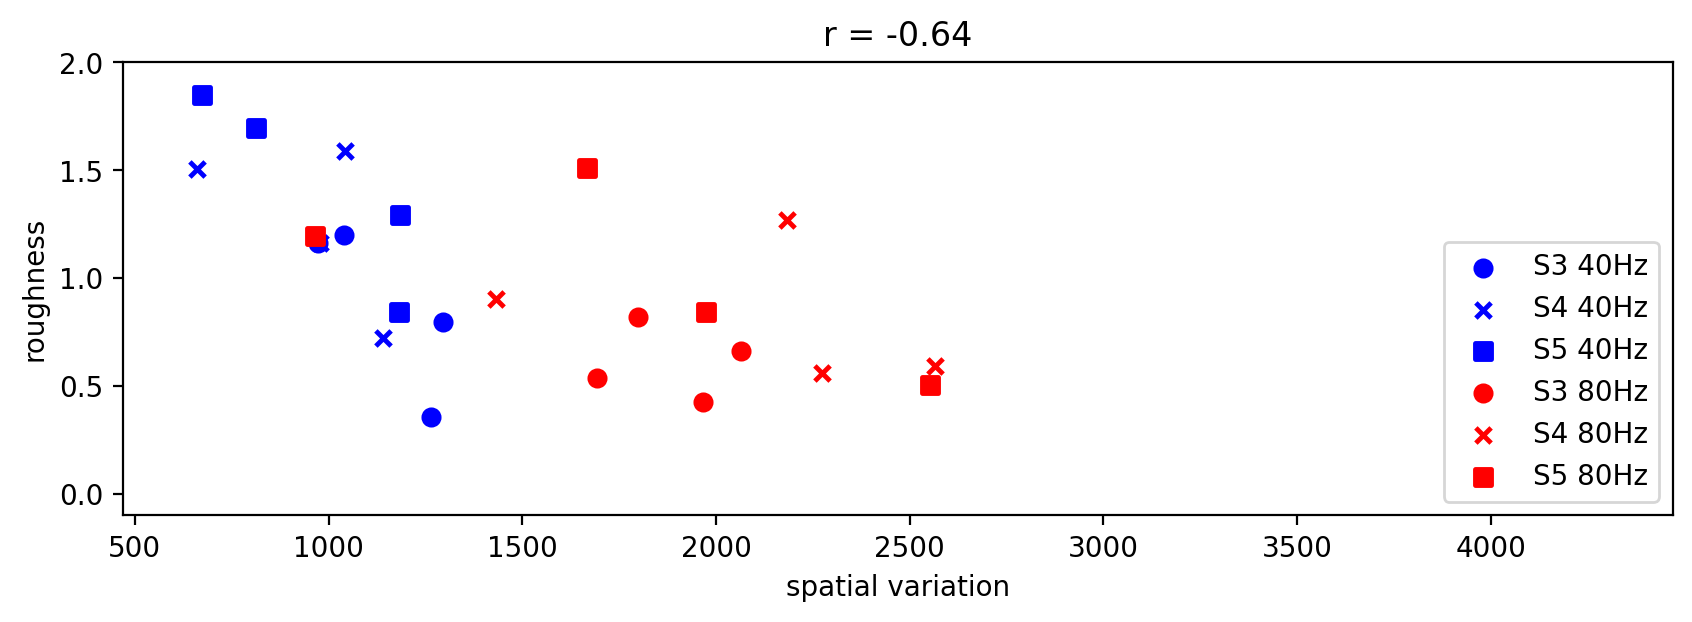 r = -0.64
roughness
2.0
1.5
1.0
0.5
0.0
500 1000 1500 2000 2500 3000 3500 4000
spatial variation
S3 40Hz
S4 40Hz
S5 40Hz
S3 80Hz
S4 80Hz
S5 80Hz